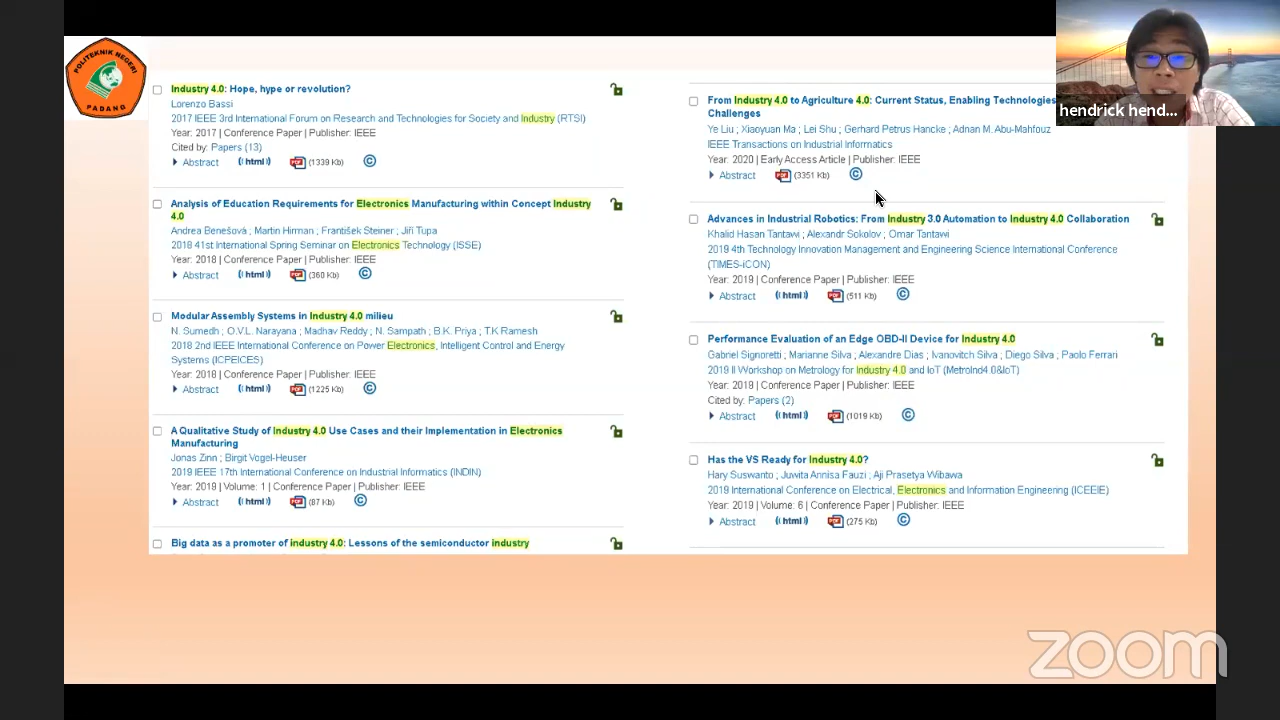 POLITEKNIK NEGERI
PADANG
Industry 4.0: Hope, hype or revolution?
Lorenzo Bassi
2017 IEEE 3rd International Forum on Research and Technologies for Society and Industry (RTSI)
Year: 2017 | Conference Paper | Publisher: IEEE
Cited by: Papers (13)
Abstract ((html)) PDF (1339 Kb) ©
Analysis of Education Requirements for Electronics Manufacturing within Concept Industry
4.0
Andrea Benešová ; Martin Hirman ; František Steiner ; Jiří Tupa
2018 41st International Spring Seminar on Electronics Technology (ISSE)
Year: 2018 | Conference Paper | Publisher: IEEE
Abstract ((html)) PDF (360 Kb) ©
Modular Assembly Systems in Industry 4.0 milieu
N. Sumedh ; O.V.L. Narayana ; Madhav Reddy ; N. Sampath ; B.K. Priya ; T.K Ramesh
2018 2nd IEEE International Conference on Power Electronics, Intelligent Control and Energy
Systems (ICPEICES)
Year: 2018 | Conference Paper | Publisher: IEEE
Abstract ((html)) PDF (1225 Kb) ©
A Qualitative Study of Industry 4.0 Use Cases and their Implementation in Electronics
Manufacturing
Jonas Zinn ; Birgit Vogel-Heuser
2019 IEEE 17th International Conference on Industrial Informatics (INDIN)
Year: 2019 | Volume: 1 | Conference Paper | Publisher: IEEE
Abstract ((html)) PDF (87 Kb) ©
Big data as a promoter of industry 4.0: Lessons of the semiconductor industry
From Industry 4.0 to Agriculture 4.0: Current Status, Enabling Technologies
Challenges
Ye Liu ; Xiaoyuan Ma ; Lei Shu ; Gerhard Petrus Hancke ; Adnan M. Abu-Mahfouz
IEEE Transactions on Industrial Informatics
Year: 2020 | Early Access Article | Publisher: IEEE
Abstract PDF (3351 Kb) ©
Advances in Industrial Robotics: From Industry 3.0 Automation to Industry 4.0 Collaboration
Khalid Hasan Tantawi ; Alexandr Sokolov ; Omar Tantawi
2019 4th Technology Innovation Management and Engineering Science International Conference
(TIMES-iCON)
Year: 2019 | Conference Paper | Publisher: IEEE
Abstract ((html)) PDF (511 Kb) ©
Performance Evaluation of an Edge OBD-II Device for Industry 4.0
Gabriel Signoretti ; Marianne Silva ; Alexandre Dias ; Ivanovitch Silva ; Diego Silva ; Paolo Ferrari
2019 II Workshop on Metrology for Industry 4.0 and IoT (MetroInd4.0&IoT)
Year: 2019 | Conference Paper | Publisher: IEEE
Cited by: Papers (2)
Abstract ((html)) PDF (1019 Kb) ©
Has the VS Ready for Industry 4.0?
Hary Suswanto ; Juwita Annisa Fauzi ; Aji Prasetya Wibawa
2019 International Conference on Electrical, Electronics and Information Engineering (ICEEIE)
Year: 2019 | Volume: 6 | Conference Paper | Publisher: IEEE
Abstract ((html)) PDF (275 Kb) ©
hendrick hend...
zoom